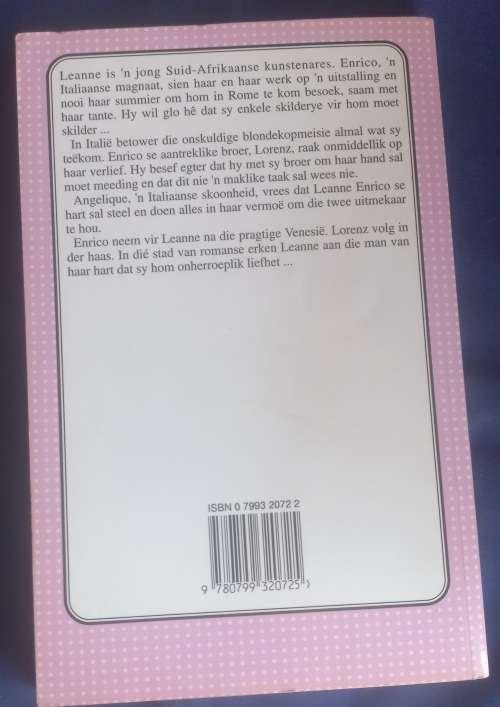 Leanne is 'n jong Suid-Afrikaanse kunstenares. Enrico, 'n
Italiaanse magnaat, sien haar en haar werk op 'n uitstalling en
nooi haar summier om hom in Rome te kom besoek, saam met
haar tante. Hy wil glo hê dat sy enkele skilderye vir hom moet
skilder ...
In Italië betower die onskuldige blondekopmeisie almal wat sy
teëkom. Enrico se aantreklike broer, Lorenz, raak onmiddellik op
haar verlief. Hy besef egter dat hy met sy broer om haar hand sal
moet meeding en dat dit nie 'n maklike taak sal wees nie.
Angelique, 'n Italiaanse skoonheid, vrees dat Leanne Enrico se
hart sal steel en doen alles in haar vermoë om die twee uitmekaar
te hou.
Enrico neem vir Leanne na die pragtige Venesië. Lorenz volg in
der haas. In dié stad van romanse erken Leanne aan die man van
haar hart dat sy hom onherroeplik liefhet ...
ISBN 0 7993 2072 2
9 780799 320725